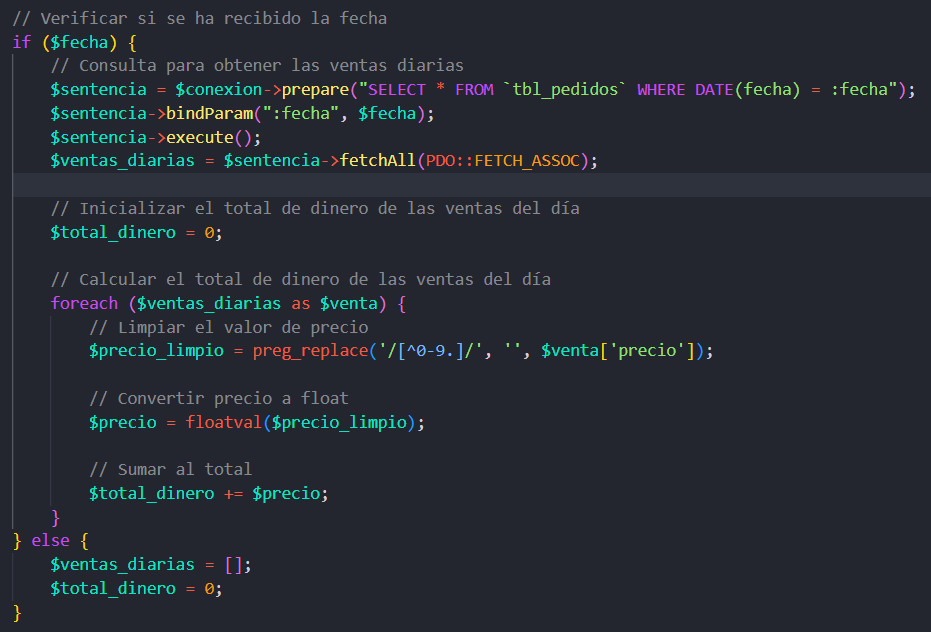 // Verificar si se ha recibido la fecha
if ($fecha) {
    // Consulta para obtener las ventas diarias
    $sentencia = $conexion->prepare("SELECT * FROM `tbl_pedidos` WHERE DATE(fecha) = :fecha");
    $sentencia->bindParam(":fecha", $fecha);
    $sentencia->execute();
    $ventas_diarias = $sentencia->fetchAll(PDO::FETCH_ASSOC);

    // Inicializar el total de dinero de las ventas del día
    $total_dinero = 0;

    // Calcular el total de dinero de las ventas del día
    foreach ($ventas_diarias as $venta) {
        // Limpiar el valor de precio
        $precio_limpio = preg_replace('/[^0-9.]/', '', $venta['precio']);

        // Convertir precio a float
        $precio = floatval($precio_limpio);

        // Sumar al total
        $total_dinero += $precio;
    }
} else {
    $ventas_diarias = [];
    $total_dinero = 0;
}